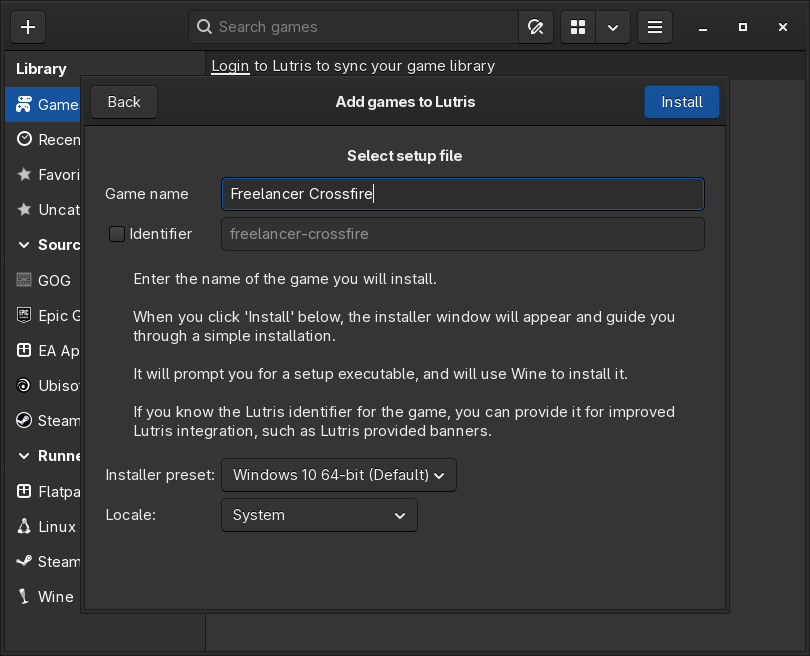 Search games
Library
Login to Lutris to sync your game library
Back
Add games to Lutris
Install
Game
Recen
Favori
Uncat
Sourc
GOG
Epic G
EA Ap
Ubisof
Steam
Runne
Flatpa
Linux
Steam
Wine
Select setup file
Game name
Freelancer Crossfire
Identifier
freelancer-crossfire
Enter the name of the game you will install.
When you click 'Install' below, the installer window will appear and guide you
through a simple installation.
It will prompt you for a setup executable, and will use Wine to install it.
If you know the Lutris identifier for the game, you can provide it for improved
Lutris integration, such as Lutris provided banners.
Installer preset:
Windows 10 64-bit (Default)
Locale:
System